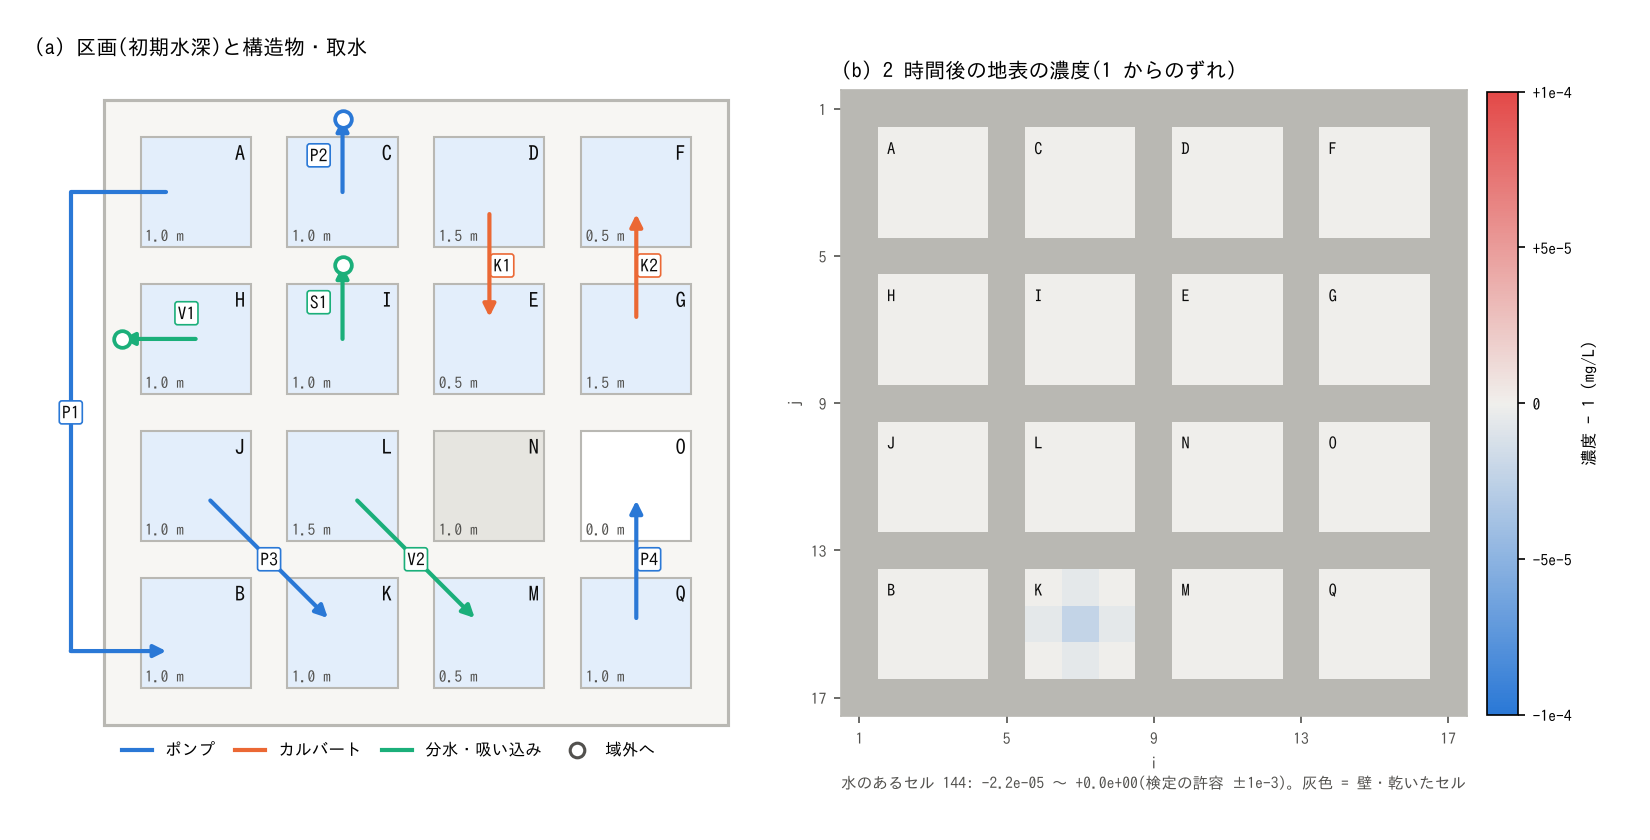 (a) 区画(初期水深)と構造物・取水
A
1.0 m
P2
C
1.0 m
D
1.5 m
F
0.5 m
K1
K2
V1
H
1.0 m
S1
I
1.0 m
E
0.5 m
G
1.5 m
P1
J
1.0 m
L
1.5 m
N
1.0 m
O
0.0 m
P3
V2
P4
B
1.0 m
K
1.0 m
M
0.5 m
Q
1.0 m
ポンプ カルバート 分水・吸い込み 域外へ
(b) 2 時間後の地表の濃度(1 からのずれ)
A C D F
H I E G
J L N O
B K M Q
1
5
9
13
17
j
1 5 9 13 17
i
+1e-4
+5e-5
0
-5e-5
-1e-4
濃度 - 1 (mg/L)
水のあるセル 144: -2.2e-05 ～ +0.0e+00(検定の許容 ±1e-3)。灰色 = 壁・乾いたセル